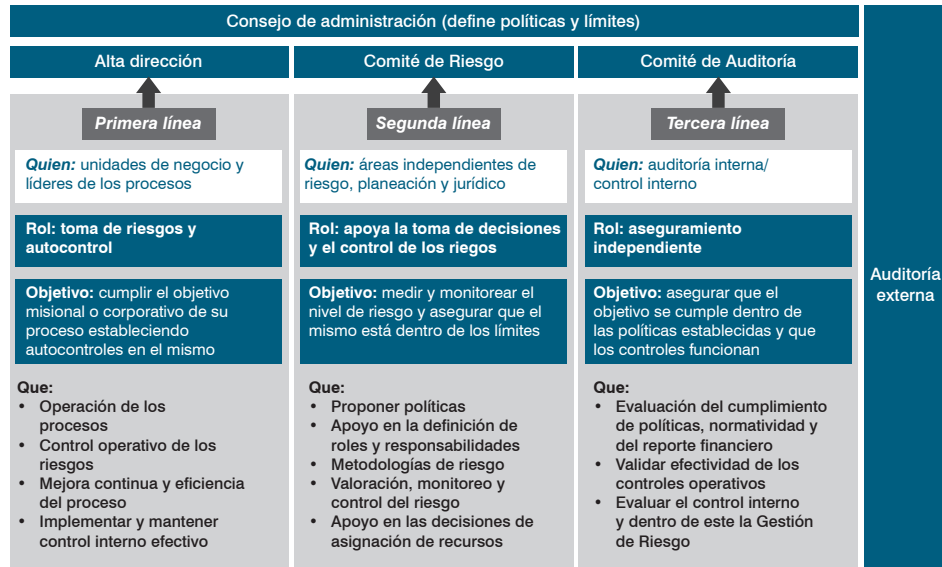 Consejo de administración (define políticas y límites)
Alta dirección
Comité de Riesgo
Comité de Auditoría
Primera línea
Quien: unidades de negocio y
líderes de los procesos
Rol: toma de riesgos y
autocontrol
Objetivo: cumplir el objetivo
misional o corporativo de su
proceso estableciendo
autocontroles en el mismo
Que:
• Operación de los
procesos
• Control operativo de los
riesgos
• Mejora continua y eficiencia
del proceso
• Implementar y mantener
control interno efectivo
Segunda línea
Quien: áreas independientes de
riesgo, planeación y jurídico
Rol: apoya la toma de decisiones
y el control de los riegos
Objetivo: medir y monitorear el
nivel de riesgo y asegurar que el
mismo está dentro de los límites
Que:
• Proponer políticas
• Apoyo en la definición de
roles y responsabilidades
• Metodologías de riesgo
• Valoración, monitoreo y
control del riesgo
• Apoyo en las decisiones de
asignación de recursos
Tercera línea
Quien: auditoría interna/
control interno
Rol: aseguramiento
independiente
Objetivo: asegurar que el
objetivo se cumple dentro de
las políticas establecidas y que
los controles funcionan
Que:
• Evaluación del cumplimiento
de políticas, normatividad y
del reporte financiero
• Validar efectividad de los
controles operativos
• Evaluar el control interno
y dentro de este la Gestión
de Riesgo
Auditoría
externa